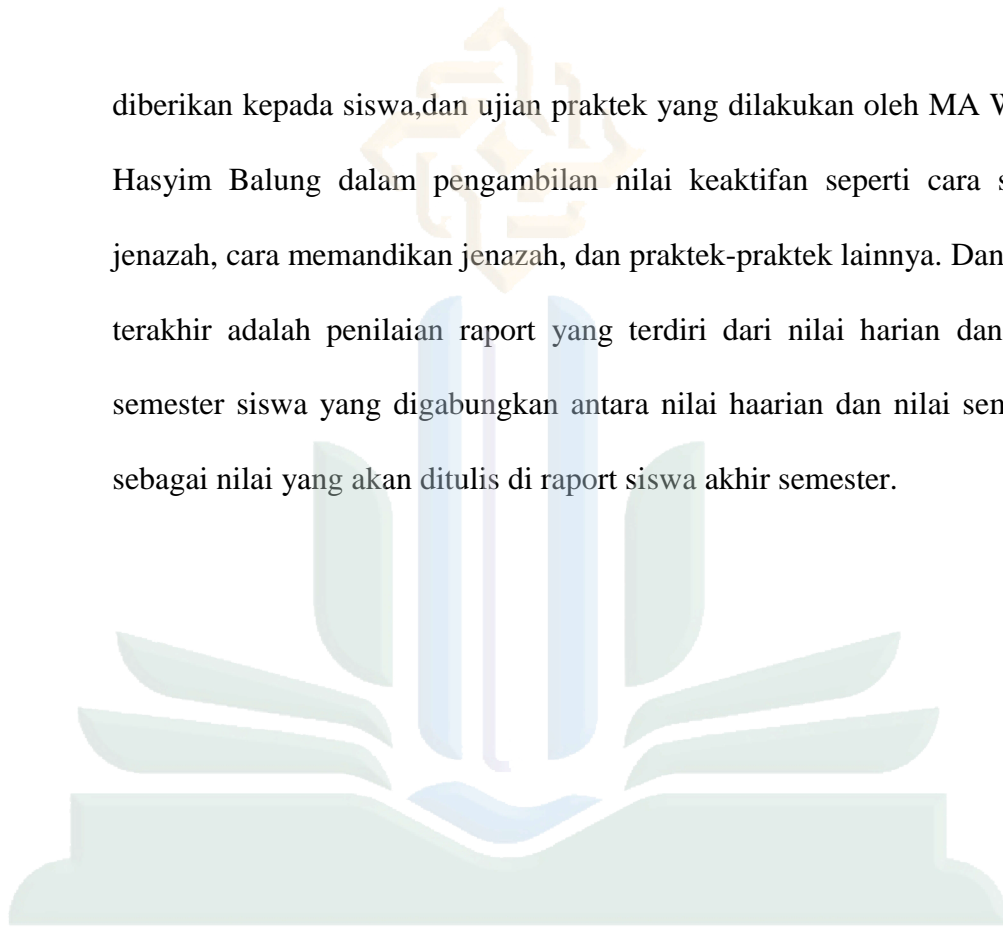 diberikan kepada siswa,dan ujian praktek yang dilakukan oleh MA
Hasyim Balung dalam pengambilan nilai keaktifan seperti cara
jenazah, cara memandikan jenazah, dan praktek-praktek lainnya. Dan
terakhir adalah penilaian raport yang terdiri dari nilai harian dan
semester siswa yang digabungkan antara nilai haarian dan nilai
sebagai nilai yang akan ditulis di raport siswa akhir semester.